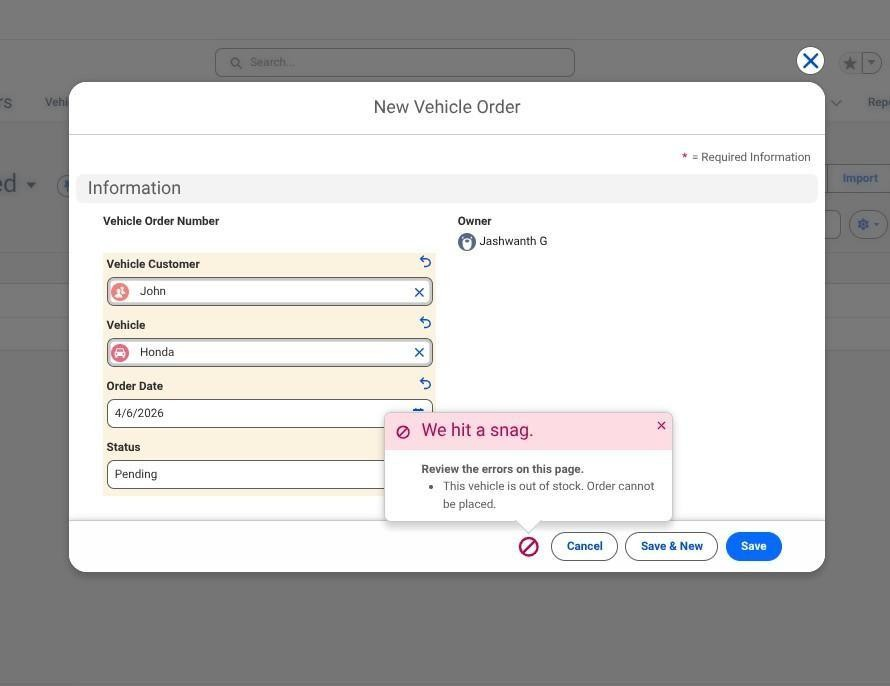 Search...
rs
Vehi
Repo
ed
Import
New Vehicle Order
* = Required Information
Information
Vehicle Order Number
Owner
Jashwanth G
Vehicle Customer
John
Vehicle
Honda
Order Date
4/6/2026
Status
Pending
We hit a snag.
Review the errors on this page.
• This vehicle is out of stock. Order cannot
be placed.
Cancel
Save & New
Save